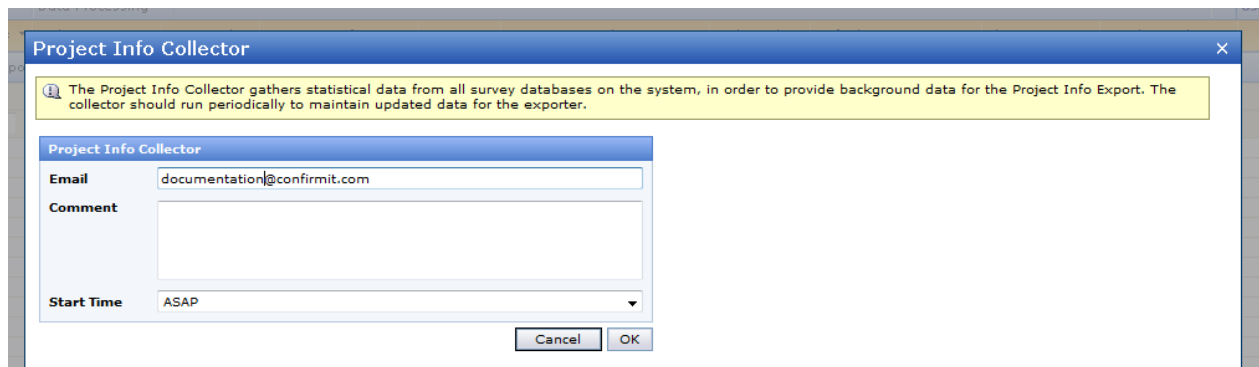 Data Processing
Project Info Collector
The Project Info Collector gathers statistical data from all survey databases on the system, in order to provide background data for the Project Info Export. The
collector should run periodically to maintain updated data for the exporter.
Project Info Collector
Email documentation@confirmit.com
Comment
Start Time ASAP
Cancel OK